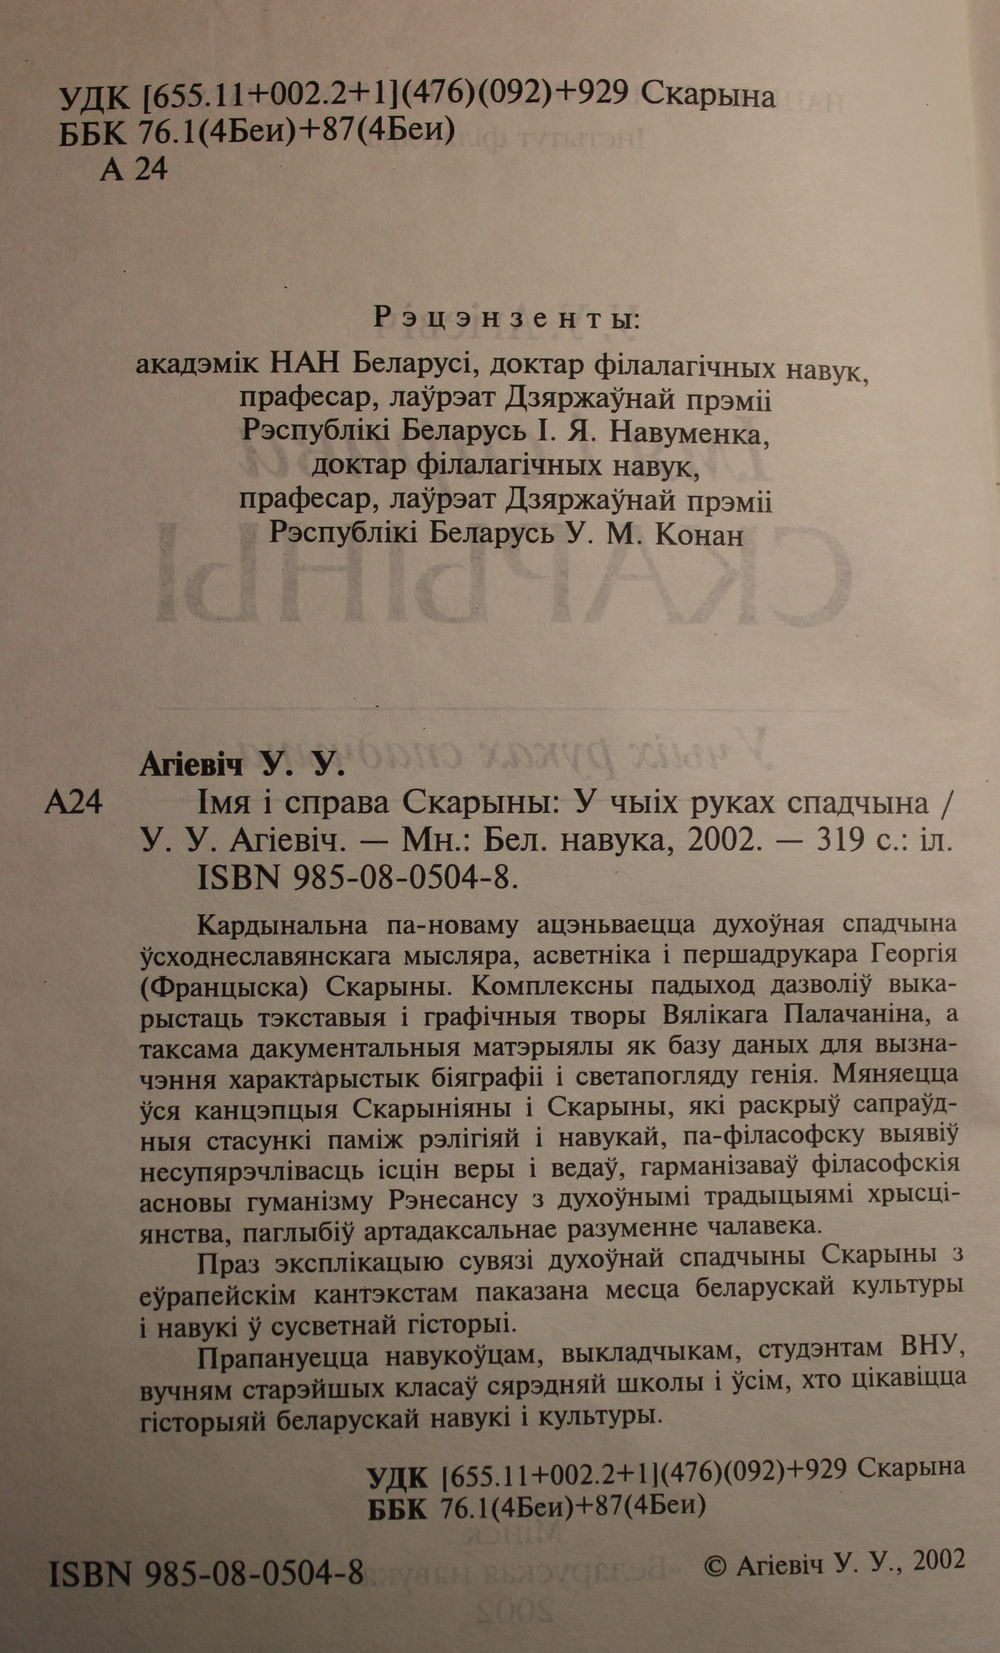 УДК [655.11+002.2+1](476)(092)+929 Скарына
ББК 76.1(4Беи)+87(4Беи)
А 24
Рэцэнзенты:
акадэмік НАН Беларусі, доктар філалагічных навук,
прафесар, лаўрэат Дзяржаўнай прэміі
Рэспублікі Беларусь І. Я. Навуменка,
доктар філалагічных навук,
прафесар, лаўрэат Дзяржаўнай прэміі
Рэспублікі Беларусь У. М. Конан
Агіевіч У. У.
А24 Імя і справа Скарыны: У чыіх руках спадчына /
У. У. Агіевіч. — Мн.: Бел. навука, 2002. — 319 с.: іл.
ISBN 985-08-0504-8.
Кардынальна па-новаму ацэньваецца духоўная спадчына
ўсходнеславянскага мысляра, асветніка і першадрукара Георгія
(Францыска) Скарыны. Комплексны падыход дазволіў выка-
рыстаць тэкставыя і графічныя творы Вялікага Палачаніна, а
таксама дакументальныя матэрыялы як базу даных для вызна-
чэння характарыстык біяграфіі і светапогляду генія. Мяняецца
ўся канцэпцыя Скарыніяны і Скарыны, які раскрыў сапраўд-
ныя стасункі паміж рэлігіяй і навукай, па-філасофску выявіў
несупярэчлівасць ісцін веры і ведаў, гарманізаваў філасофскія
асновы гуманізму Рэнесансу з духоўнымі традыцыямі хрысці-
янства, паглыбіў артадаксальнае разуменне чалавека.
Праз эксплікацыю сувязі духоўнай спадчыны Скарыны з
еўрапейскім кантэкстам паказана месца беларускай культуры
і навукі ў сусветнай гісторыі.
Прапануецца навукоўцам, выкладчыкам, студэнтам ВНУ,
вучням старэйшых класаў сярэдняй школы і ўсім, хто цікавіцца
гісторыяй беларускай навукі і культуры.
УДК [655.11+002.2+1](476)(092)+929 Скарына
ББК 76.1(4Беи)+87(4Беи)
ISBN 985-08-0504-8 © Агіевіч У. У., 2002